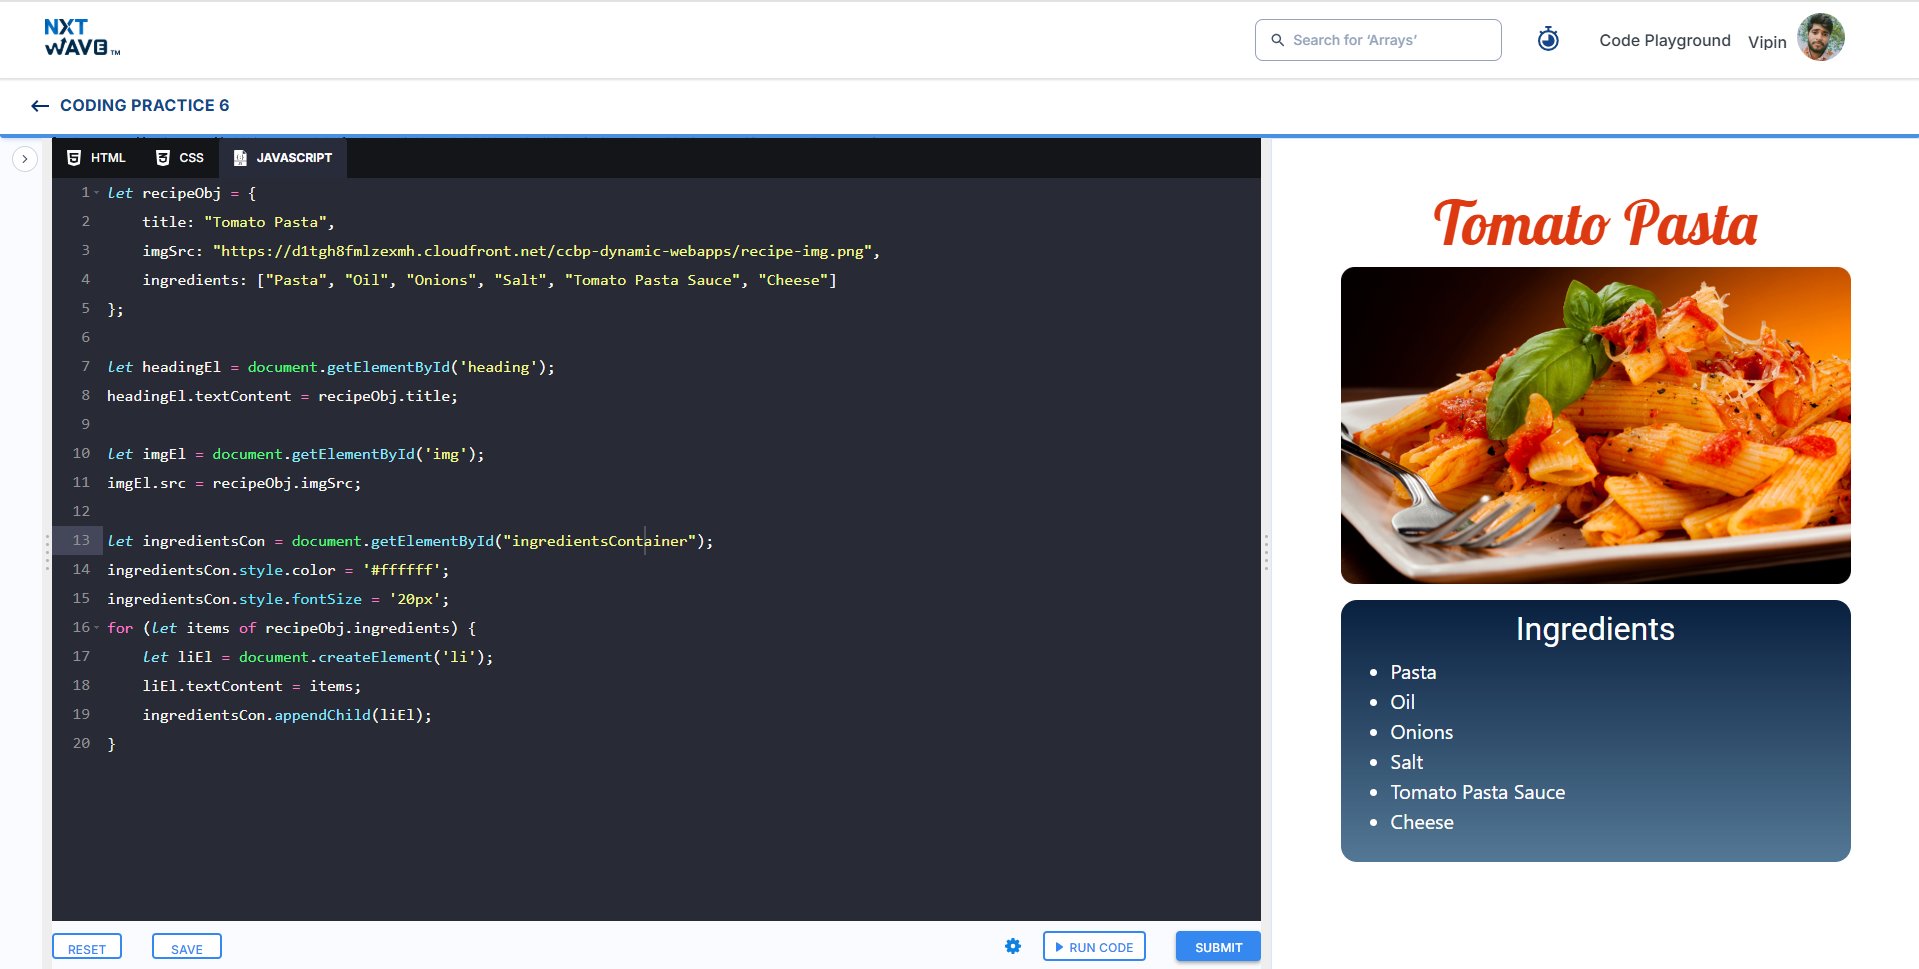 NXT
WAVE™
Search for ‘Arrays’
Code Playground
Vipin
CODING PRACTICE 6
HTML
CSS
JAVASCRIPT
1 let recipeObj = {
2 title: "Tomato Pasta",
3 imgSrc: "https://d1tgh8fmlzexmh.cloudfront.net/ccbp-dynamic-webapps/recipe-img.png",
4 ingredients: ["Pasta", "Oil", "Onions", "Salt", "Tomato Pasta Sauce", "Cheese"]
5 };
6
7 let headingEl = document.getElementById('heading');
8 headingEl.textContent = recipeObj.title;
9
10 let imgEl = document.getElementById('img');
11 imgEl.src = recipeObj.imgSrc;
12
13 let ingredientsCon = document.getElementById("ingredientsContainer");
14 ingredientsCon.style.color = '#ffffff';
15 ingredientsCon.style.fontSize = '20px';
16 for (let items of recipeObj.ingredients) {
17 let liEl = document.createElement('li');
18 liEl.textContent = items;
19 ingredientsCon.appendChild(liEl);
20 }
RESET
SAVE
RUN CODE
SUBMIT
Tomato Pasta
Ingredients
• Pasta
• Oil
• Onions
• Salt
• Tomato Pasta Sauce
• Cheese